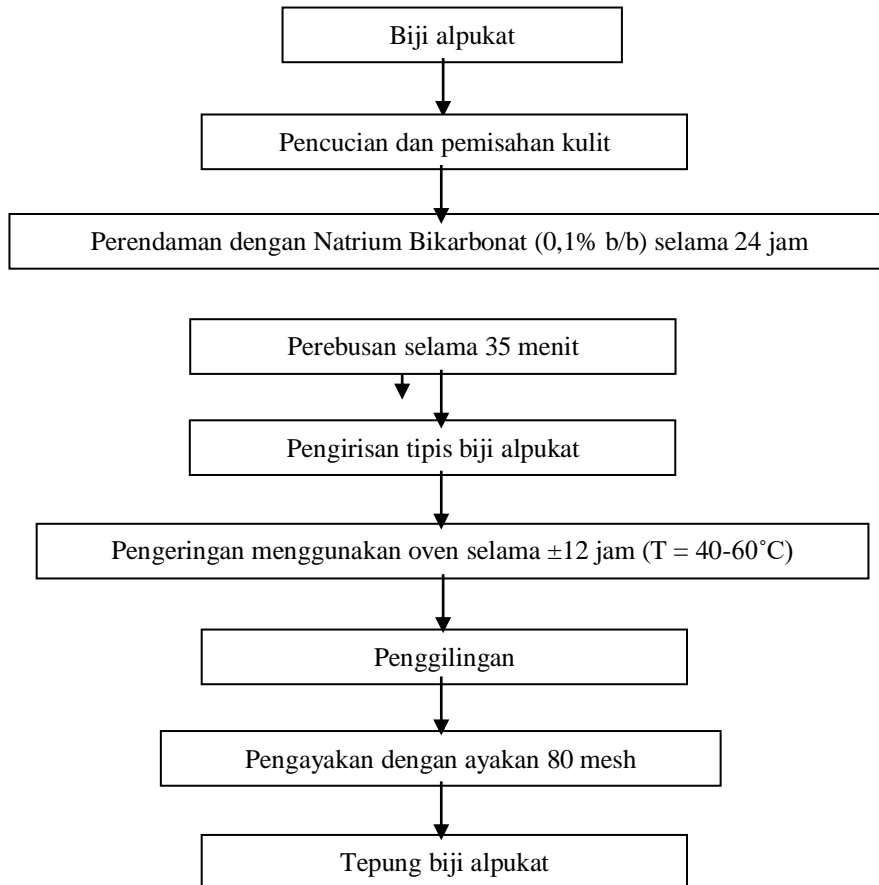 Biji alpukat
Pencucian dan pemisahan kulit
Perendaman dengan Natrium Bikarbonat (0,1% b/b) selama 24 jam
Perebusan selama 35 menit
Pengirisan tipis biji alpukat
Pengeringan menggunakan oven selama ±12 jam (T = 40-60˚C)
Penggilingan
Pengayakan dengan ayakan 80 mesh
Tepung biji alpukat